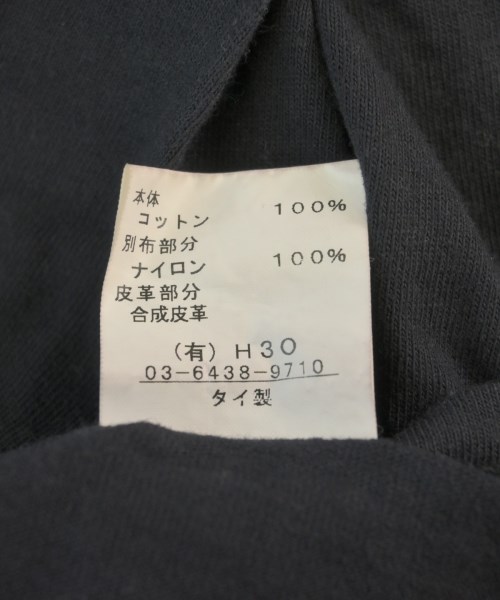 本体
コットン 100%
別布部分
ナイロン 100%
皮革部分
合成皮革
(有) H30
03-6438-9710
タイ製